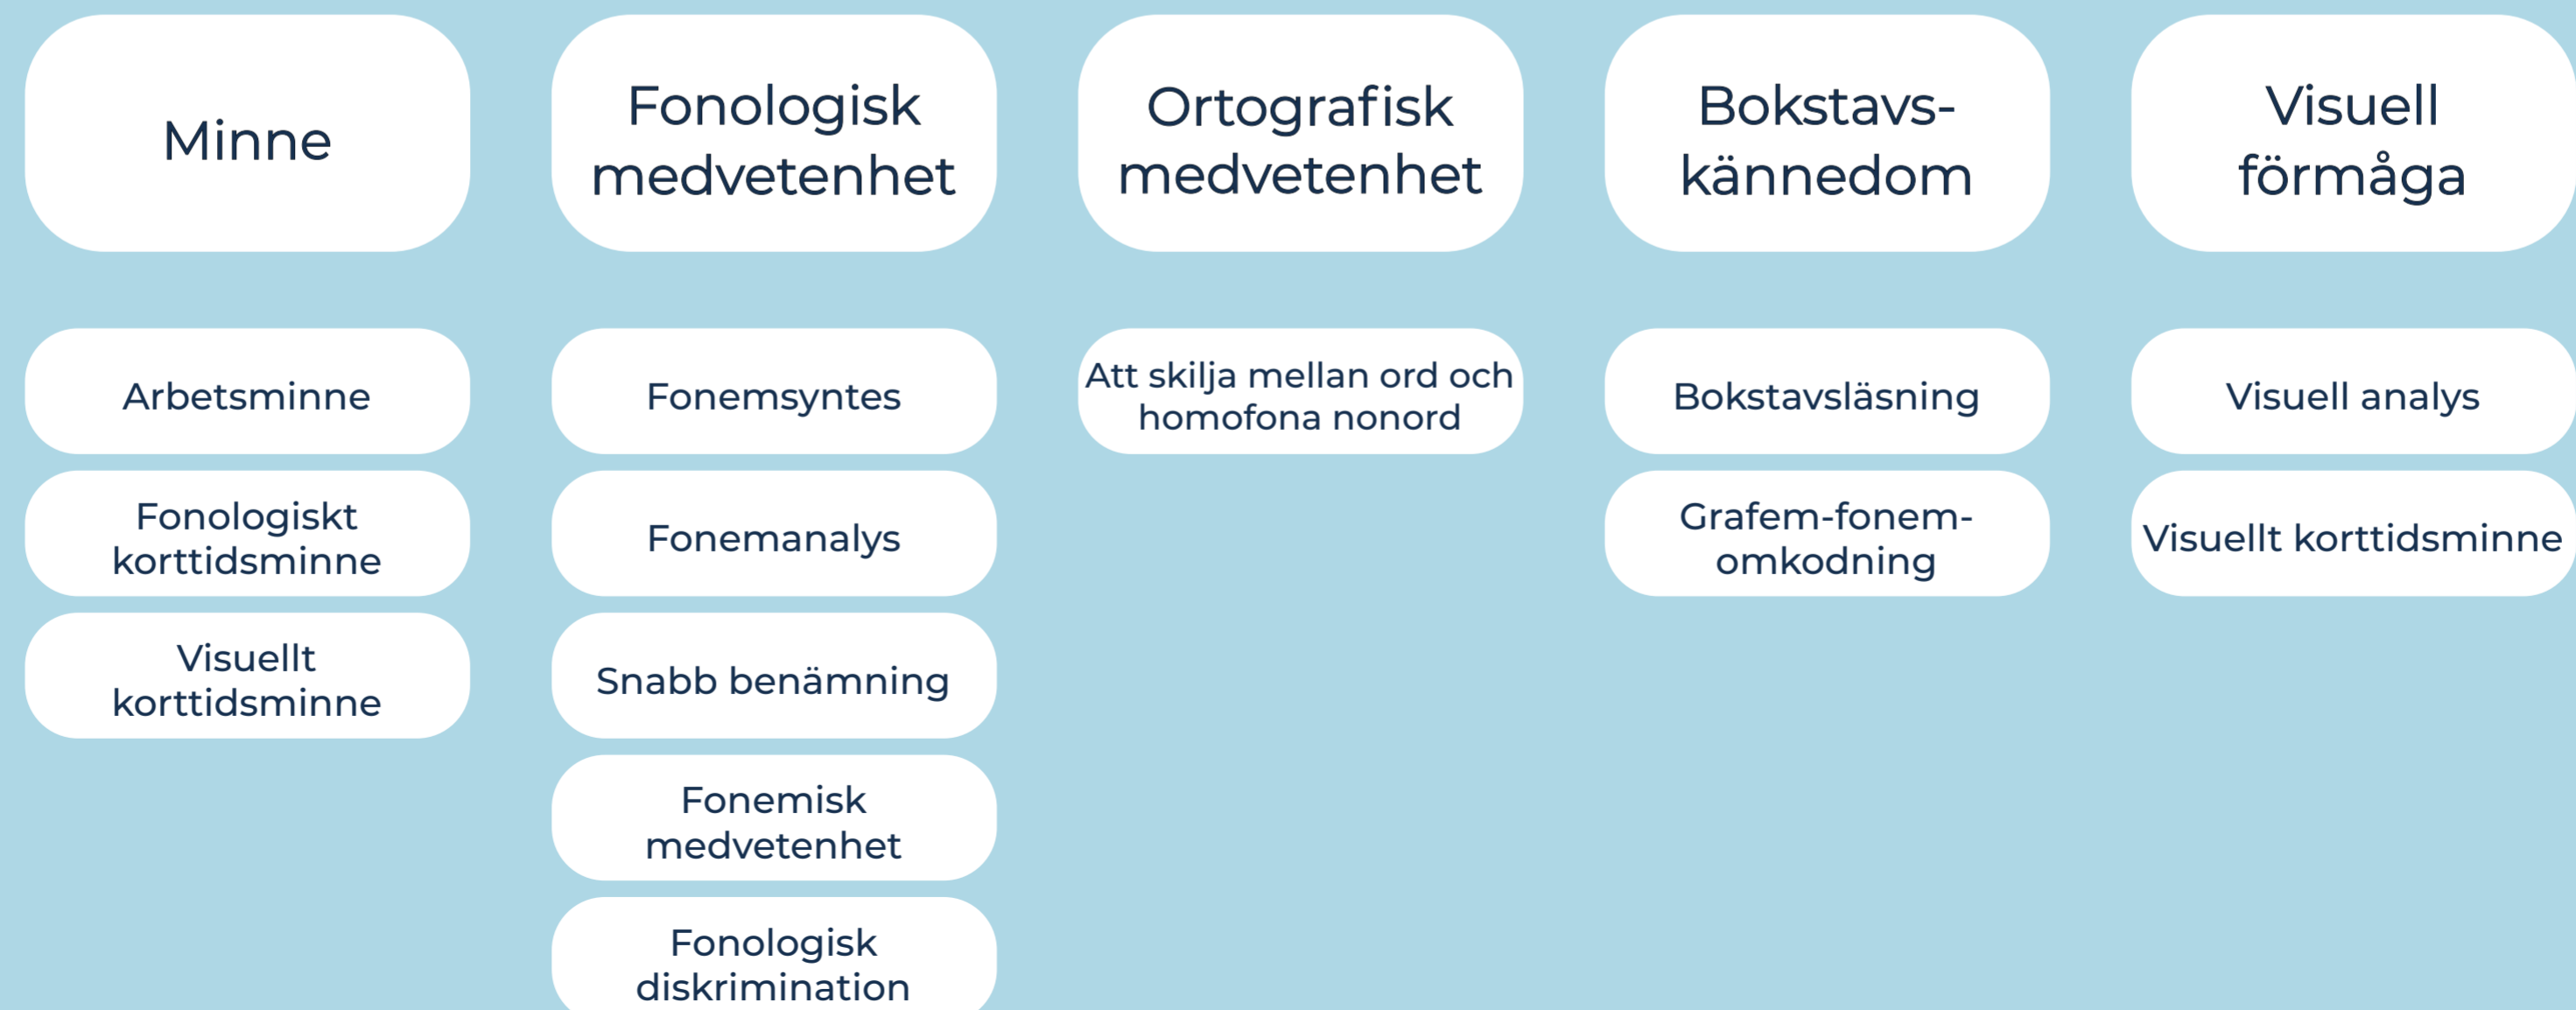 Minne
Fonologisk
medvetenhet
Ortografisk
medvetenhet
Bokstavs-
kännedom
Visuell
förmåga
Arbetsminne
Fonemsyntes
Att skilja mellan ord och
homofona nonord
Bokstavsläsning
Visuell analys
Fonologiskt
korttidsminne
Fonemanalys
Grafem-fonem-
omkodning
Visuellt korttidsminne
Visuellt
korttidsminne
Snabb benämning
Fonemisk
medvetenhet
Fonologisk
diskrimination